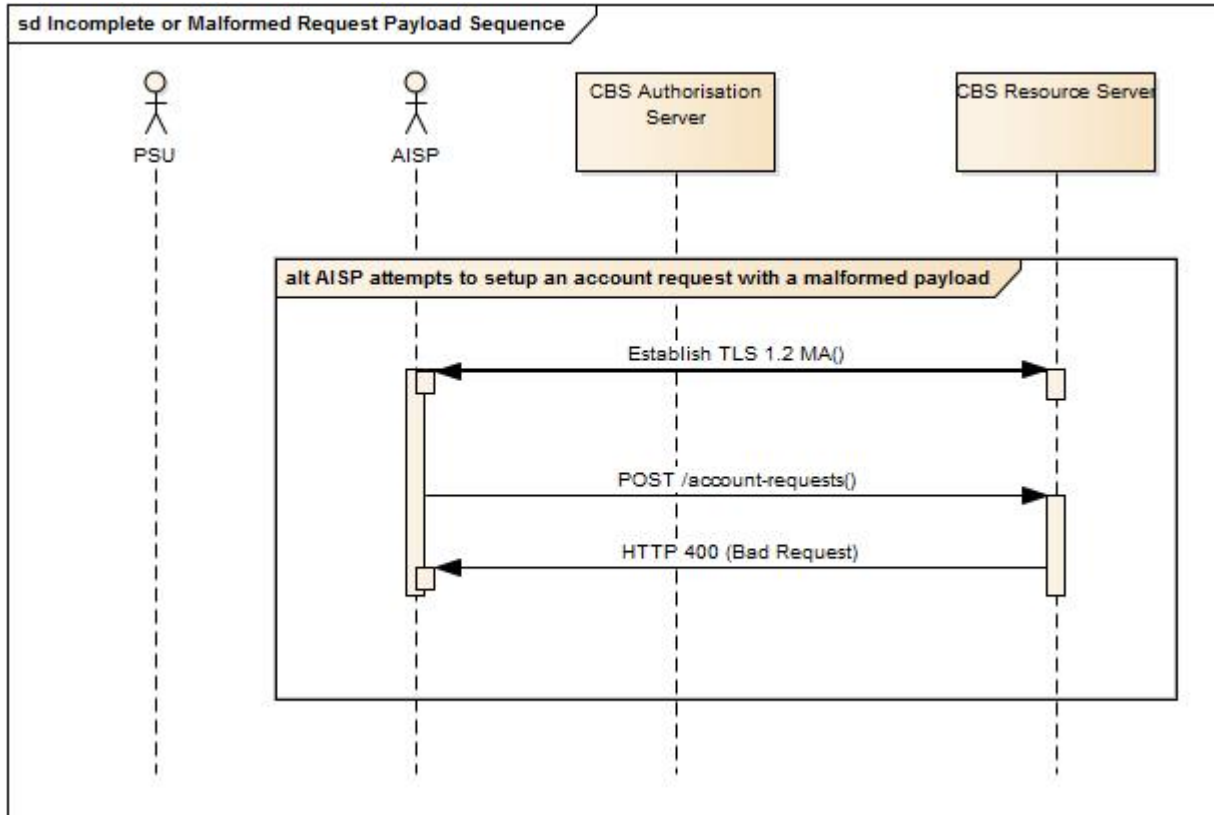 sd Incomplete or Malformed Request Payload Sequence
PSU
AISP
CBS Authorisation
Server
CBS Resource Server
alt AISP attempts to setup an account request with a malformed payload
Establish TLS 1.2 MA()
POST /account-requests()
HTTP 400 (Bad Request)